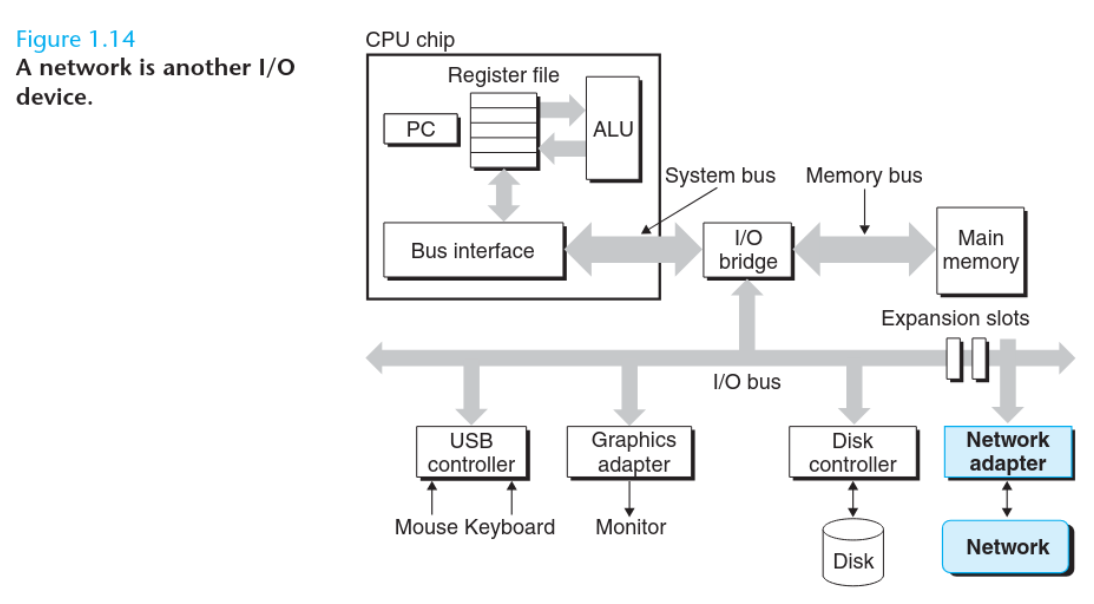 Figure 1.14
A network is another I/O
device.
CPU chip
Register file
PC
ALU
System bus
Memory bus
Bus interface
I/O
bridge
Main
memory
Expansion slots
I/O bus
USB
controller
Graphics
adapter
Disk
controller
Network
adapter
Mouse Keyboard
Monitor
Disk
Network